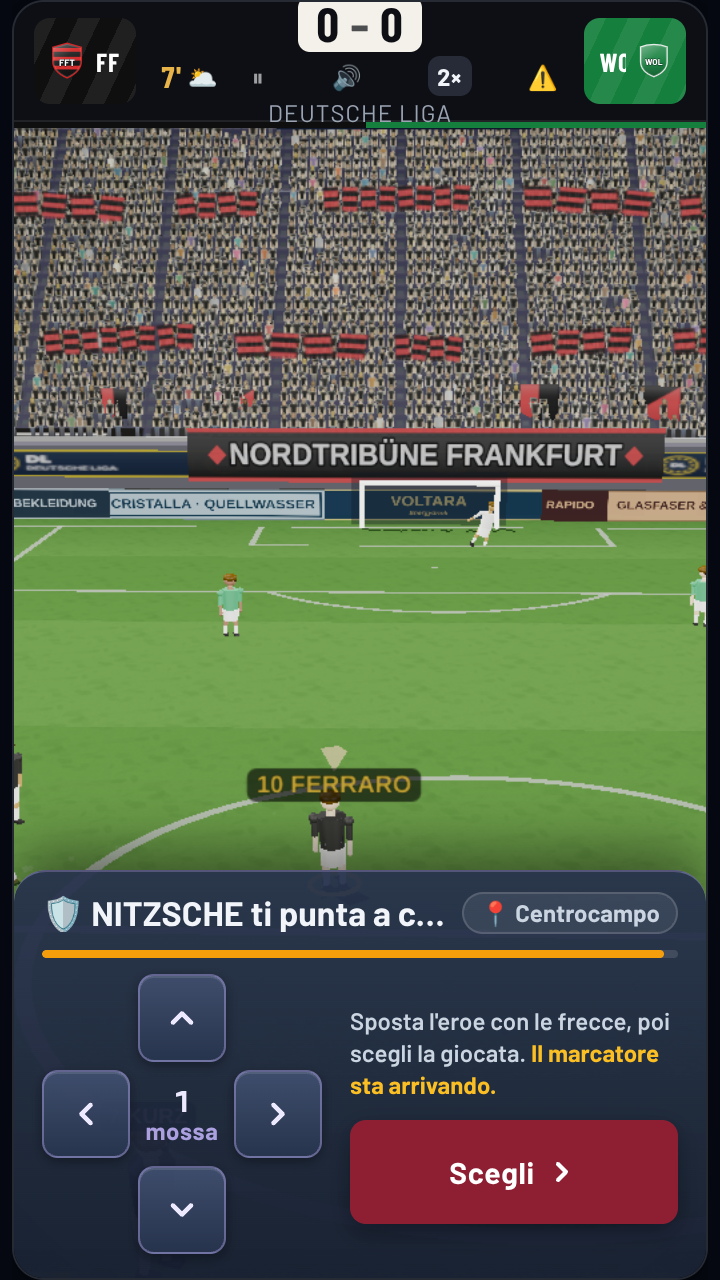 0 - 0
FFT
FF
7'
2×
WOL
DEUTSCHE LIGA
NORDTRIBÜNE FRANKFURT
DL
DEUTSCHE LIGA
BEKLEIDUNG
CRISTALLA · QUELLWASSER
VOLTARA
RAPIDO
GLASFASER &
10 FERRARO
NITZSCHE ti punta a c...
Centrocampo
Sposta l'eroe con le frecce, poi
scegli la giocata. Il marcatore
sta arrivando.
1
mossa
Scegli